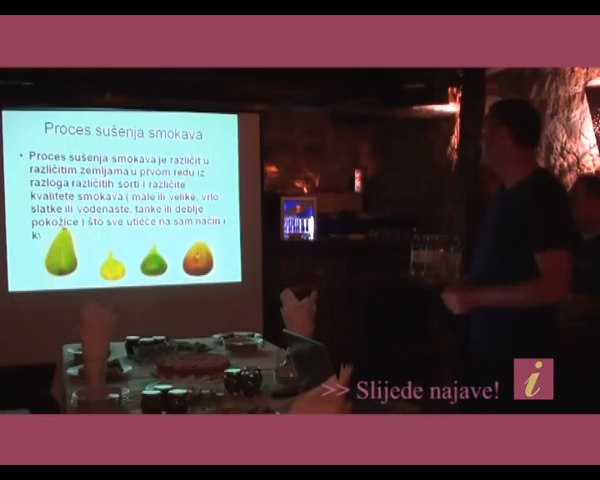 Proces sušenja smokava
• Proces sušenja smokava je različit u
različitim zemljama u prvom redu iz
razloga različitih sorti i različite
kvalitete smokava ( male ili velike, vrlo
slatke ili vodenaste, tanke ili deblje
pokožice ) što sve utječe na sam način i
>> Slijede najave!
i